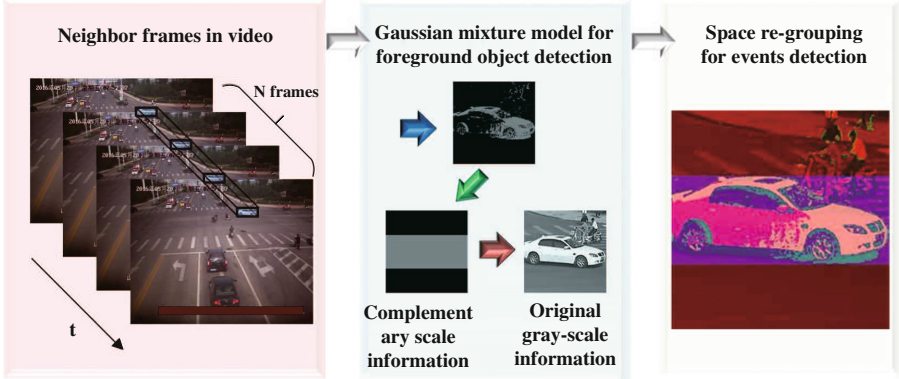 Neighbor frames in video
N frames
t
Gaussian mixture model for
foreground object detection
Complement
ary scale
information
Original
gray-scale
information
Space re-grouping
for events detection